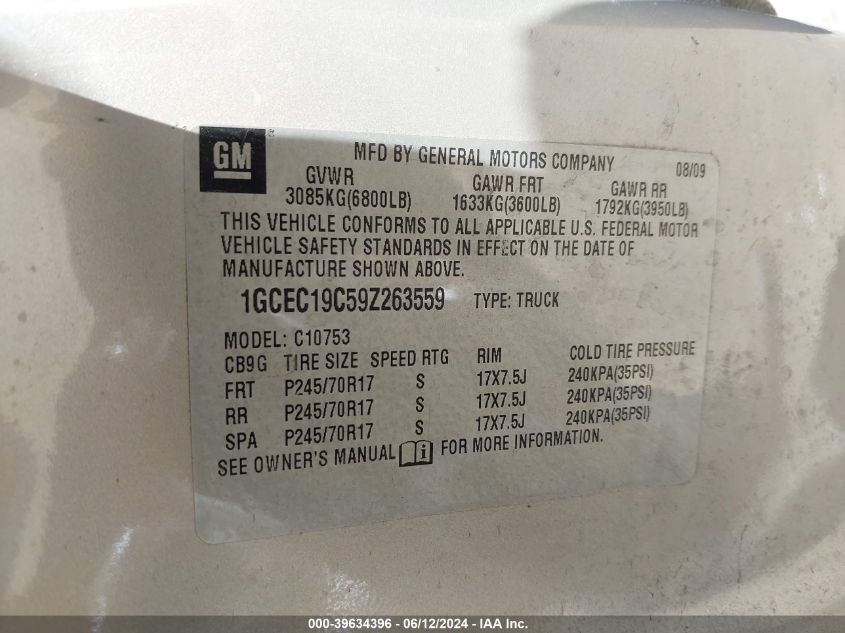 GM
MFD BY GENERAL MOTORS COMPANY 08/09
GVWR GAWR FRT GAWR RR
3085KG(6800LB) 1633KG(3600LB) 1792KG(3950LB)
THIS VEHICLE CONFORMS TO ALL APPLICABLE U.S. FEDERAL MOTOR
VEHICLE SAFETY STANDARDS IN EFFECT ON THE DATE OF
MANUFACTURE SHOWN ABOVE.
1GCEC19C59Z263559 TYPE: TRUCK
MODEL: C10753
CB9G TIRE SIZE SPEED RTG RIM COLD TIRE PRESSURE
FRT P245/70R17 S 17X7.5J 240KPA(35PSI)
RR P245/70R17 S 17X7.5J 240KPA(35PSI)
SPA P245/70R17 S 17X7.5J 240KPA(35PSI)
SEE OWNER'S MANUAL i FOR MORE INFORMATION.
000-39634396 - 06/12/2024 - IAA Inc.